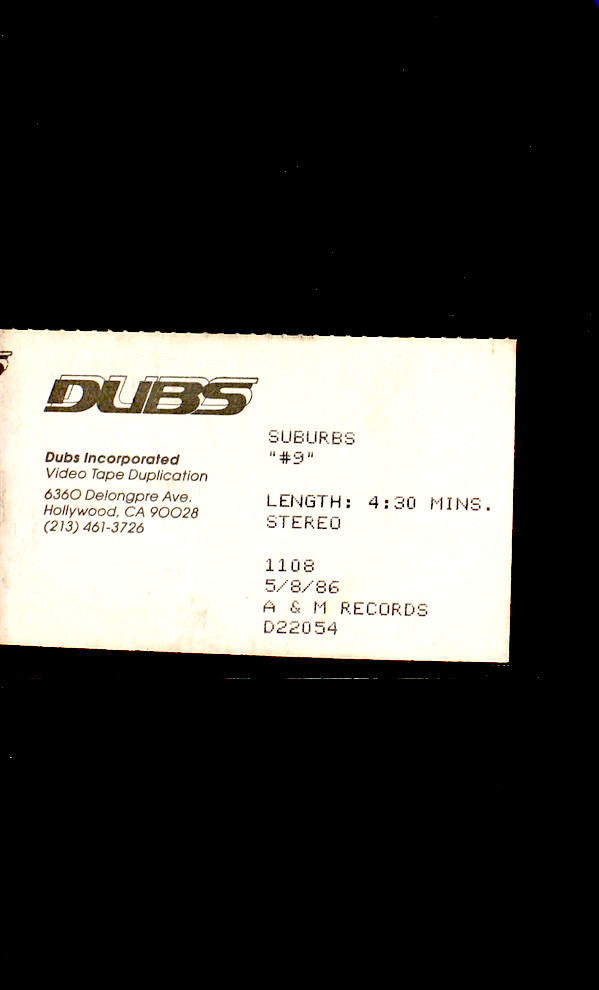 DUBS
Dubs Incorporated
Video Tape Duplication
6360 Delongpre Ave.
Hollywood, CA 90028
(213) 461-3726
SUBURBS
"#9"
LENGTH: 4:30 MINS.
STEREO
1108
5/8/86
A & M RECORDS
D22054